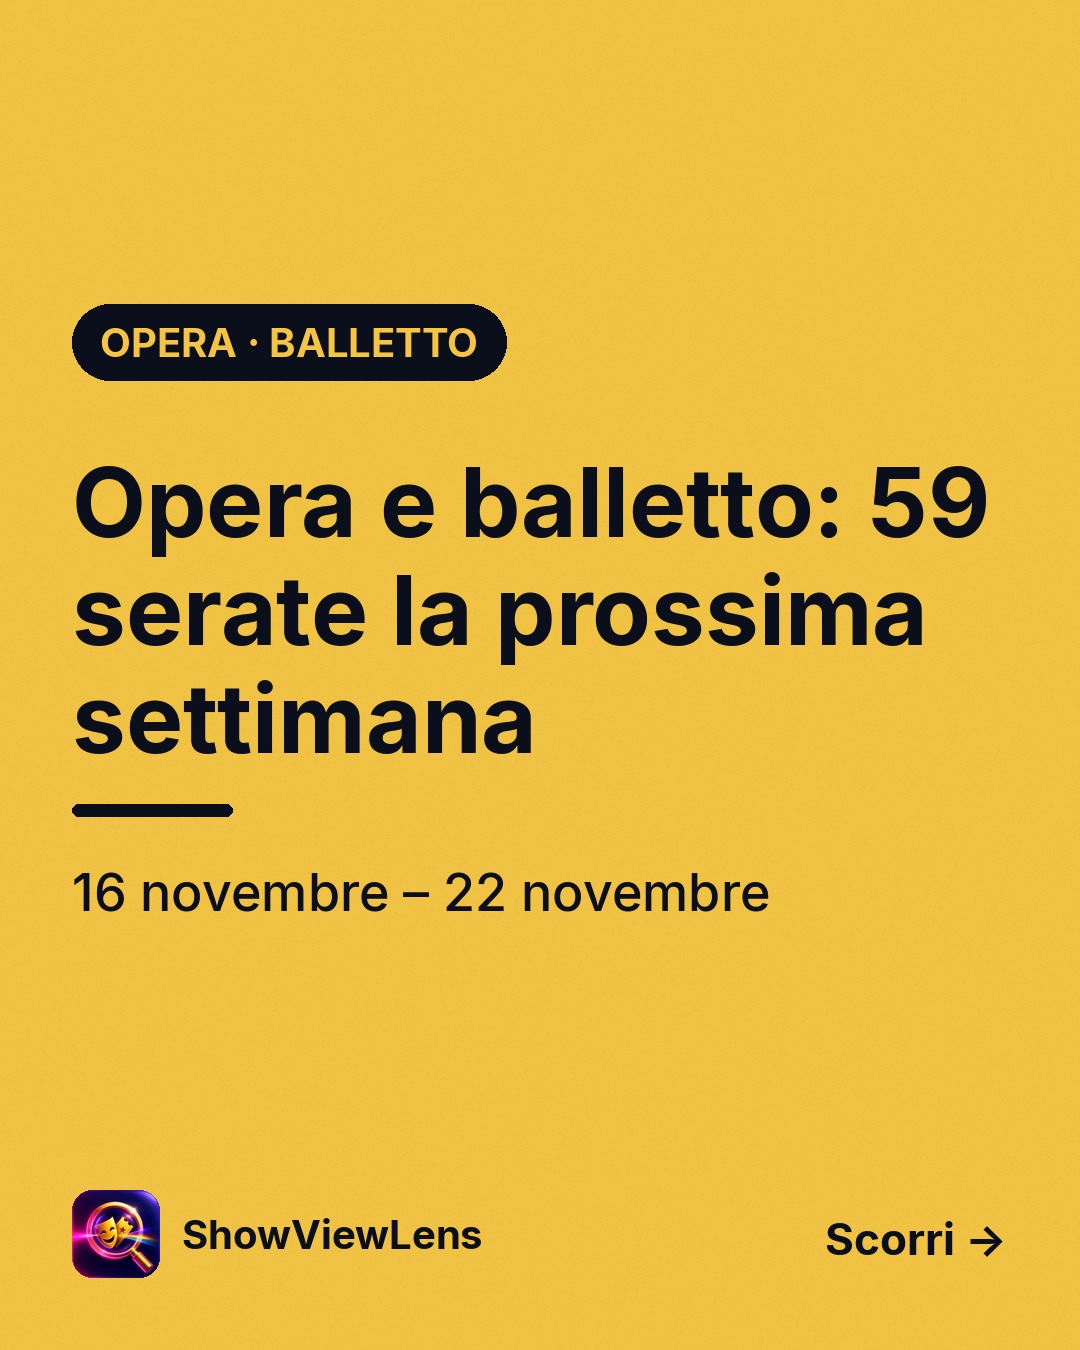 OPERA · BALLETTO
Opera e balletto: 59
serate la prossima
settimana
16 novembre – 22 novembre
ShowViewLens
Scorri →